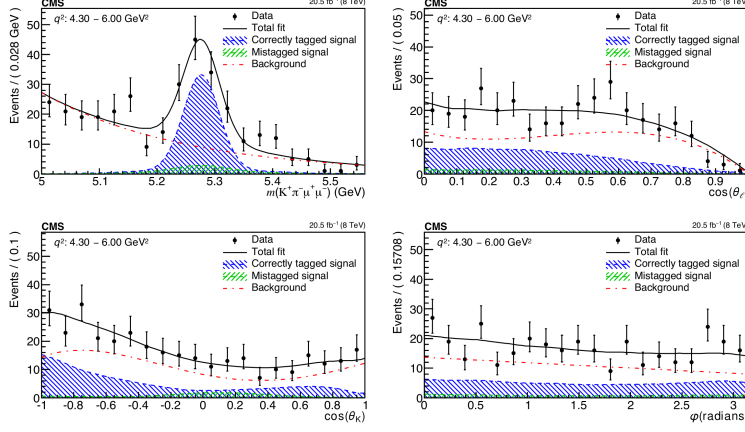 CMS 20.5 fb⁻¹ (8 TeV)
q²: 4.30 − 6.00 GeV²
Data
Total fit
Correctly tagged signal
Mistagged signal
Background
Events / ( 0.028 GeV )
50
40
30
20
10
0
5 5.1 5.2 5.3 5.4 5.5
m(K⁺π⁻μ⁺μ⁻) (GeV)
CMS 20.5 fb⁻¹ (8 TeV)
q²: 4.30 − 6.00 GeV²
Data
Total fit
Correctly tagged signal
Mistagged signal
Background
Events / ( 0.05 )
50
40
30
20
10
0
0 0.1 0.2 0.3 0.4 0.5 0.6 0.7 0.8 0.9
cos(θℓ
CMS 20.5 fb⁻¹ (8 TeV)
q²: 4.30 − 6.00 GeV²
Data
Total fit
Correctly tagged signal
Mistagged signal
Background
Events / ( 0.1 )
50
40
30
20
10
0
-1 -0.8 -0.6 -0.4 -0.2 0 0.2 0.4 0.6 0.8 1
cos(θK)
CMS 20.5 fb⁻¹ (8 TeV)
q²: 4.30 − 6.00 GeV²
Data
Total fit
Correctly tagged signal
Mistagged signal
Background
Events / ( 0.15708 )
50
40
30
20
10
0
0 0.5 1 1.5 2 2.5 3
φ(radians